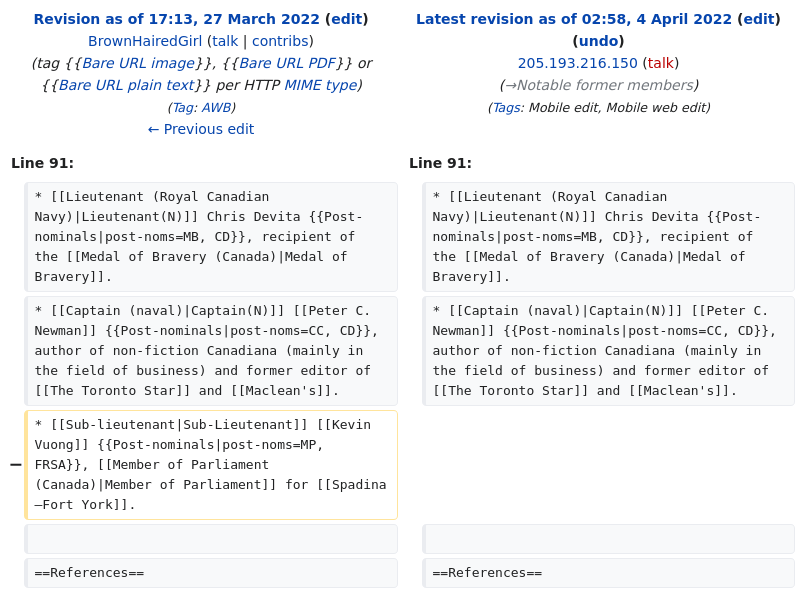 Revision as of 17:13, 27 March 2022 (edit)
BrownHairedGirl (talk | contribs)
(tag {{Bare URL image}}, {{Bare URL PDF}} or
{{Bare URL plain text}} per HTTP MIME type)
(Tag: AWB)
← Previous edit
Latest revision as of 02:58, 4 April 2022 (edit)
(undo)
205.193.216.150 (talk)
(→Notable former members)
(Tags: Mobile edit, Mobile web edit)
Line 91:
Line 91:
* [[Lieutenant (Royal Canadian
Navy)|Lieutenant(N)]] Chris Devita {{Post-
nominals|post-noms=MB, CD}}, recipient of
the [[Medal of Bravery (Canada)|Medal of
Bravery]].
* [[Lieutenant (Royal Canadian
Navy)|Lieutenant(N)]] Chris Devita {{Post-
nominals|post-noms=MB, CD}}, recipient of
the [[Medal of Bravery (Canada)|Medal of
Bravery]].
* [[Captain (naval)|Captain(N)]] [[Peter C.
Newman]] {{Post-nominals|post-noms=CC, CD}},
author of non-fiction Canadiana (mainly in
the field of business) and former editor of
[[The Toronto Star]] and [[Maclean's]].
* [[Captain (naval)|Captain(N)]] [[Peter C.
Newman]] {{Post-nominals|post-noms=CC, CD}},
author of non-fiction Canadiana (mainly in
the field of business) and former editor of
[[The Toronto Star]] and [[Maclean's]].
−
* [[Sub-lieutenant|Sub-Lieutenant]] [[Kevin
Vuong]] {{Post-nominals|post-noms=MP,
FRSA}}, [[Member of Parliament
(Canada)|Member of Parliament]] for [[Spadina
—Fort York]].
==References==
==References==